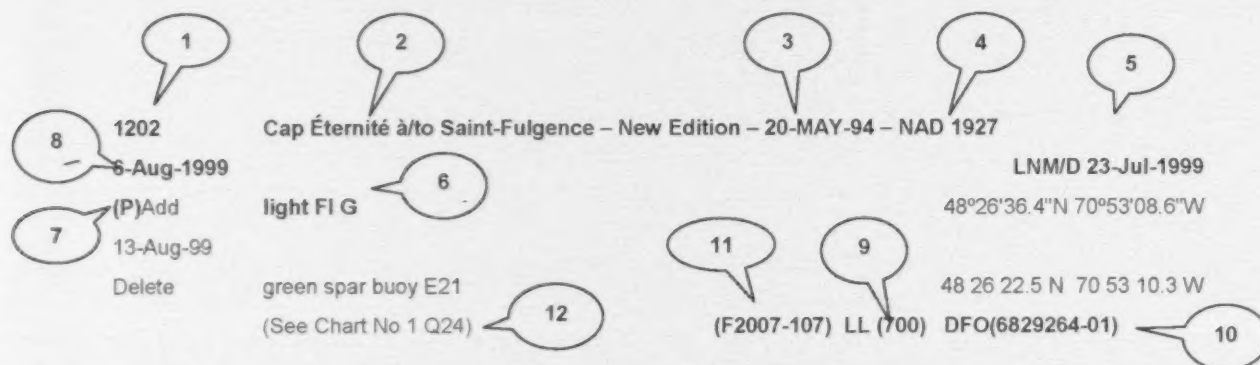 1 2 3 4 5
1202 Cap Éternité à/to Saint-Fulgence – New Edition – 20-MAY-94 – NAD 1927
8 6-Aug-1999 6 LNM/D 23-Jul-1999
(P)Add light Fl G 48º26'36.4"N 70º53'08.6"W
7 13-Aug-99 11 9
Delete green spar buoy E21 48 26 22.5 N 70 53 10.3 W
(See Chart No 1 Q24) 12 (F2007-107) LL (700) DFO(6829264-01) 10